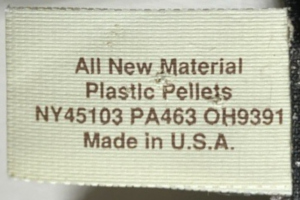 All New Material
Plastic Pellets
NY45103 PA463 OH9391
Made in U.S.A.